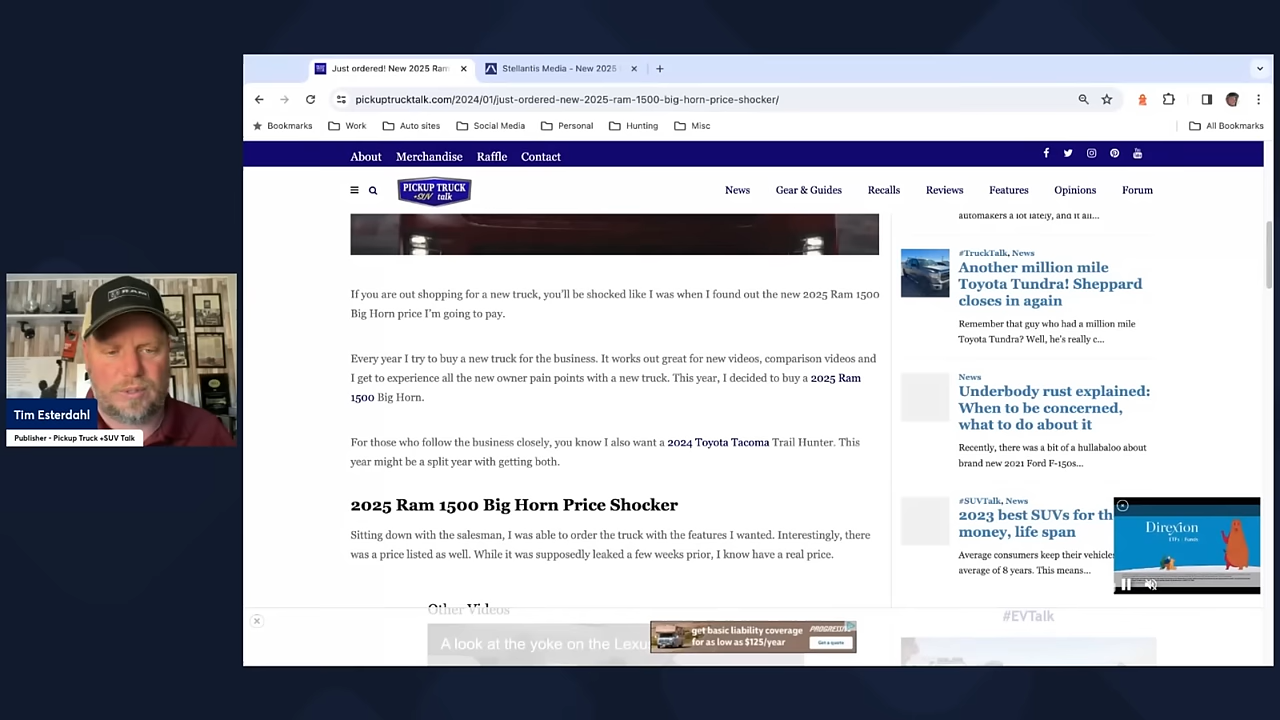 Just ordered! New 2025 Ram
Stellantis Media - New 2025
pickuptrucktalk.com/2024/01/just-ordered-new-2025-ram-1500-big-horn-price-shocker/
Bookmarks
Work
Auto sites
Social Media
Personal
Hunting
Misc
All Bookmarks
About
Merchandise
Raffle
Contact
PICKUP TRUCK
+SUV talk
News
Gear & Guides
Recalls
Reviews
Features
Opinions
Forum
If you are out shopping for a new truck, you'll be shocked like I was when I found out the new 2025 Ram 1500
Big Horn price I'm going to pay.
Every year I try to buy a new truck for the business. It works out great for new videos, comparison videos and
I get to experience all the new owner pain points with a new truck. This year, I decided to buy a 2025 Ram
1500 Big Horn.
For those who follow the business closely, you know I also want a 2024 Toyota Tacoma Trail Hunter. This
year might be a split year with getting both.
2025 Ram 1500 Big Horn Price Shocker
Sitting down with the salesman, I was able to order the truck with the features I wanted. Interestingly, there
was a price listed as well. While it was supposedly leaked a few weeks prior, I know have a real price.
Other Videos
A look at the yoke on the Lexu
automakers a lot lately, and it all...
#TruckTalk, News
Another million mile
Toyota Tundra! Sheppard
closes in again
Remember that guy who had a million mile
Toyota Tundra? Well, he's really c...
News
Underbody rust explained:
When to be concerned,
what to do about it
Recently, there was a bit of a hullabaloo about
brand new 2021 Ford F-150s...
#SUVTalk, News
2023 best SUVs for th
money, life span
Average consumers keep their vehicle
average of 8 years. This means...
Direxion
ETFs
Funds
#EVTalk
get basic liability coverage
for as low as $125/year
PROGRESSIVE
Get a quote
RAM
Tim Esterdahl
Publisher - Pickup Truck +SUV Talk